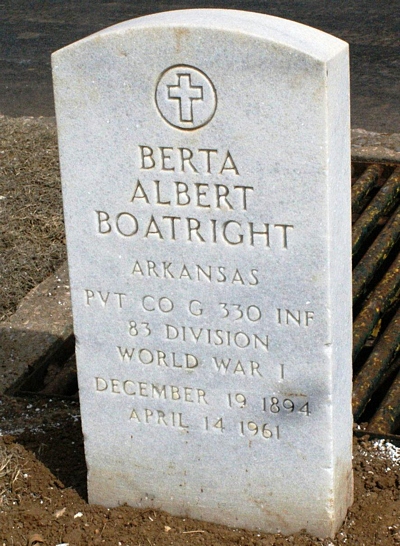 BERTA
ALBERT
BOATRIGHT
ARKANSAS
PVT CO G 330 INF
83 DIVISION
WORLD WAR I
DECEMBER 19 1894
APRIL 14 1961